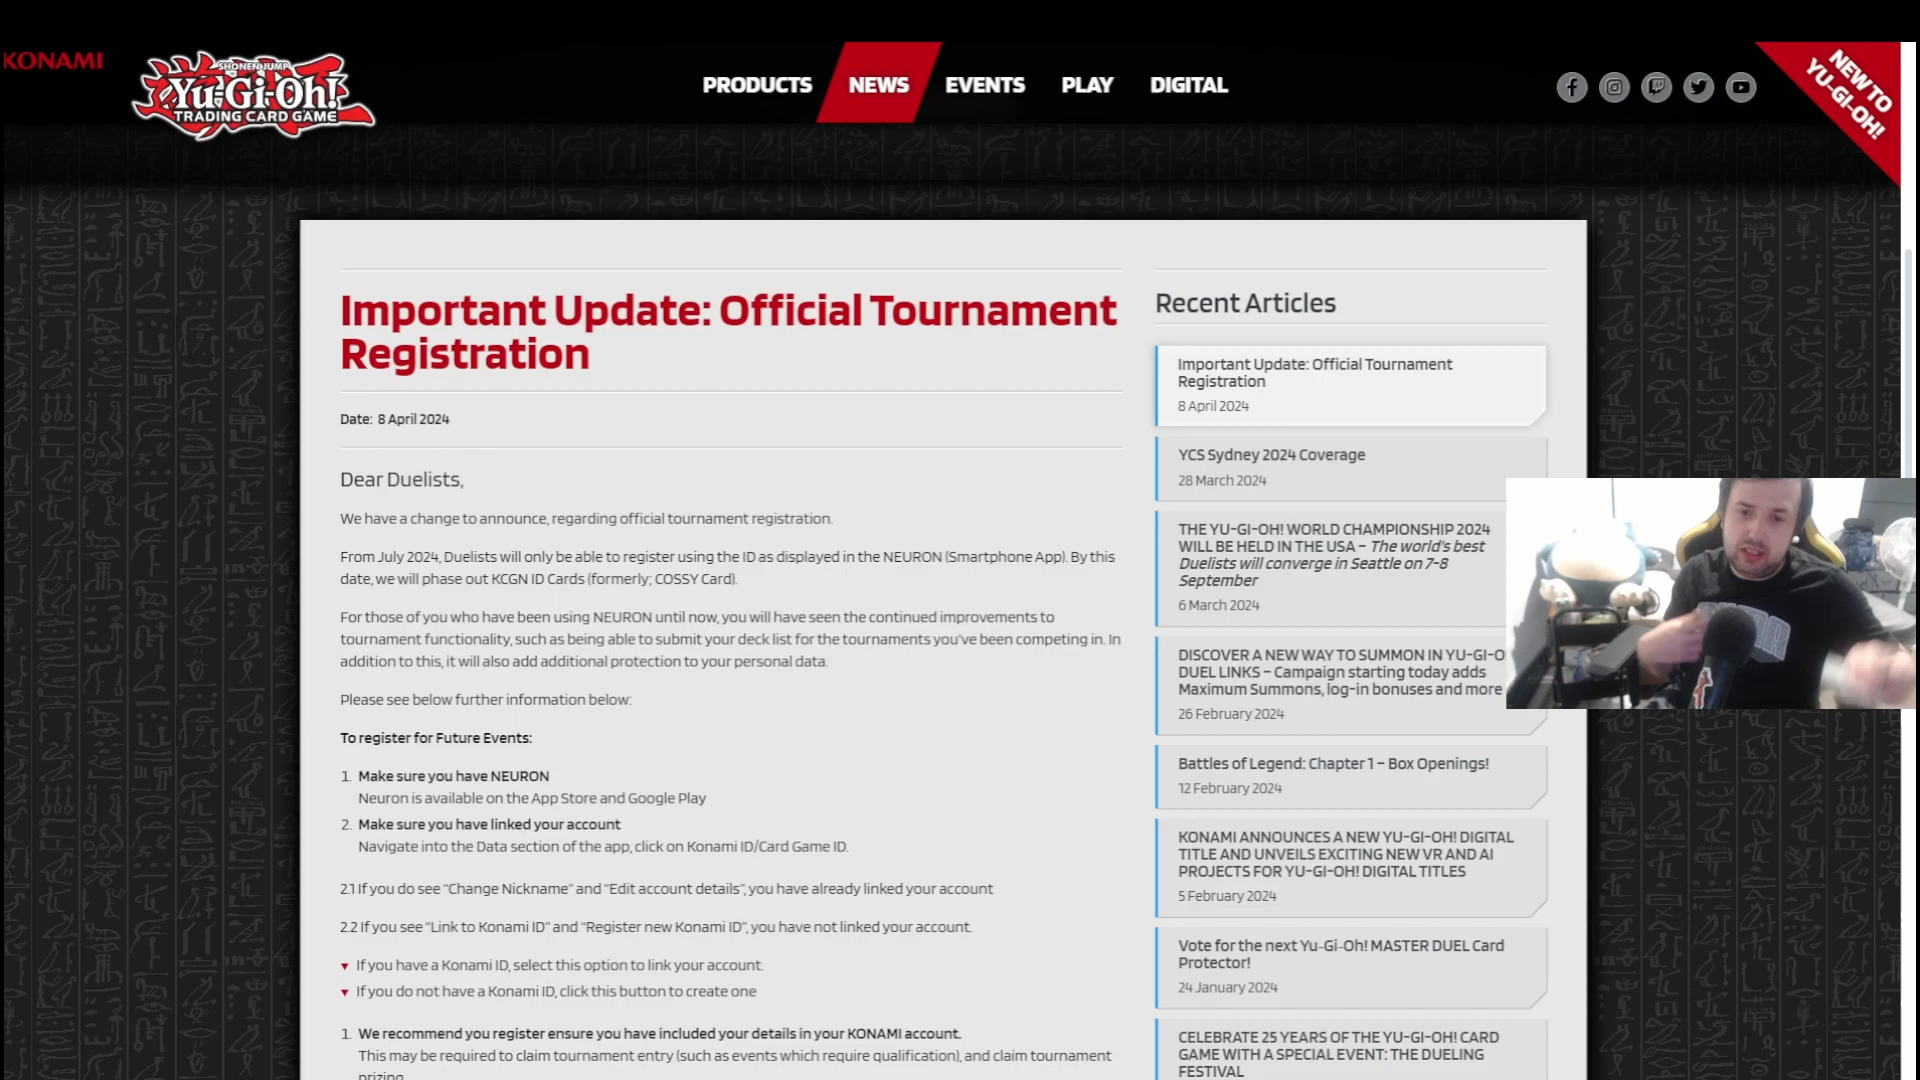 KONAMI
SHONEN JUMP
Yu-Gi-Oh!
TRADING CARD GAME
PRODUCTS
NEWS
EVENTS
PLAY
DIGITAL
NEW TO
YU-GI-OH!
Important Update: Official Tournament
Registration
Date: 8 April 2024
Dear Duelists,
We have a change to announce, regarding official tournament registration.
From July 2024, Duelists will only be able to register using the ID as displayed in the NEURON (Smartphone App). By this
date, we will phase out KCGN ID Cards (formerly; COSSY Card).
For those of you who have been using NEURON until now, you will have seen the continued improvements to
tournament functionality, such as being able to submit your deck list for the tournaments you've been competing in. In
addition to this, it will also add additional protection to your personal data.
Please see below further information below:
To register for Future Events:
1. Make sure you have NEURON
Neuron is available on the App Store and Google Play
2. Make sure you have linked your account
Navigate into the Data section of the app, click on Konami ID/Card Game ID.
2.1 If you do see "Change Nickname" and "Edit account details", you have already linked your account
2.2 If you see "Link to Konami ID" and "Register new Konami ID", you have not linked your account.
If you have a Konami ID, select this option to link your account.
If you do not have a Konami ID, click this button to create one
1. We recommend you register ensure you have included your details in your KONAMI account.
This may be required to claim tournament entry (such as events which require qualification), and claim tournament
prizing
Recent Articles
Important Update: Official Tournament
Registration
8 April 2024
YCS Sydney 2024 Coverage
28 March 2024
THE YU-GI-OH! WORLD CHAMPIONSHIP 2024
WILL BE HELD IN THE USA – The world's best
Duelists will converge in Seattle on 7-8
September
6 March 2024
DISCOVER A NEW WAY TO SUMMON IN YU-GI-O
DUEL LINKS – Campaign starting today adds
Maximum Summons, log-in bonuses and more
26 February 2024
Battles of Legend: Chapter 1 – Box Openings!
12 February 2024
KONAMI ANNOUNCES A NEW YU-GI-OH! DIGITAL
TITLE AND UNVEILS EXCITING NEW VR AND AI
PROJECTS FOR YU-GI-OH! DIGITAL TITLES
5 February 2024
Vote for the next Yu-Gi-Oh! MASTER DUEL Card
Protector!
24 January 2024
CELEBRATE 25 YEARS OF THE YU-GI-OH! CARD
GAME WITH A SPECIAL EVENT: THE DUELING
FESTIVAL